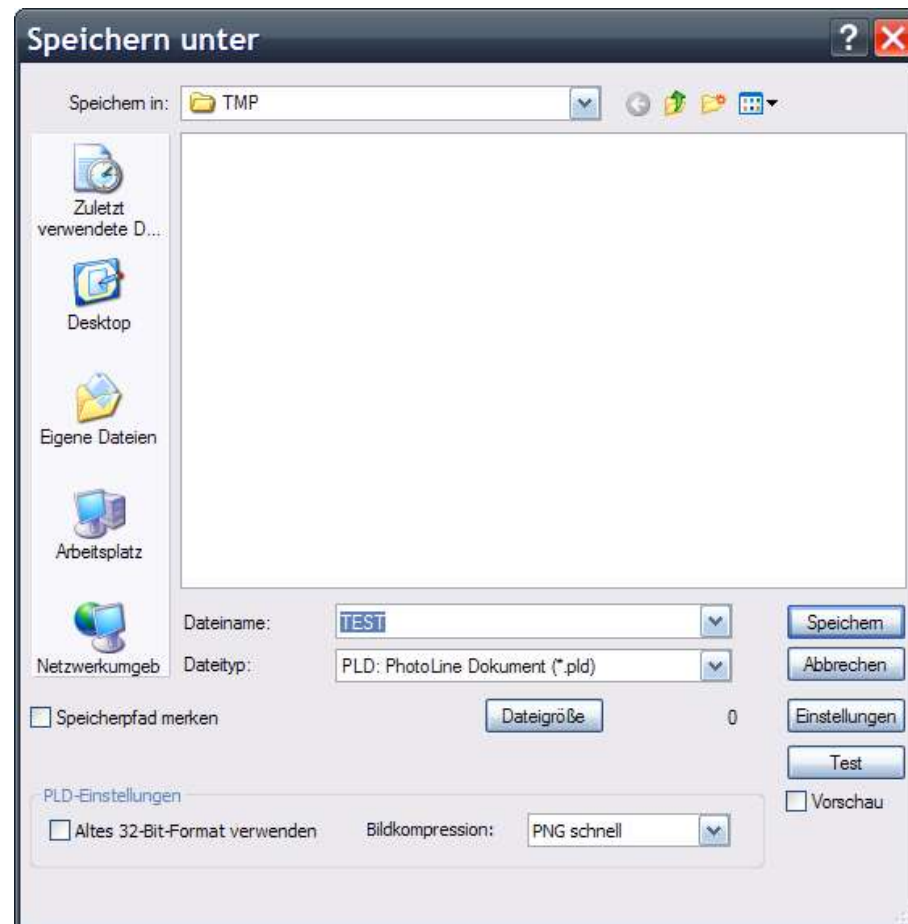 Speichern unter
?
Speichern in:
TMP
Zuletzt
verwendete D...
Desktop
Eigene Dateien
Arbeitsplatz
Netzwerkumgeb
Dateiname:
TEST
Speichern
Dateityp:
PLD: PhotoLine Dokument (*.pld)
Abbrechen
Speicherpfad merken
Dateigröße
0
Einstellungen
Test
Vorschau
PLD-Einstellungen
Altes 32-Bit-Format verwenden
Bildkompression:
PNG schnell